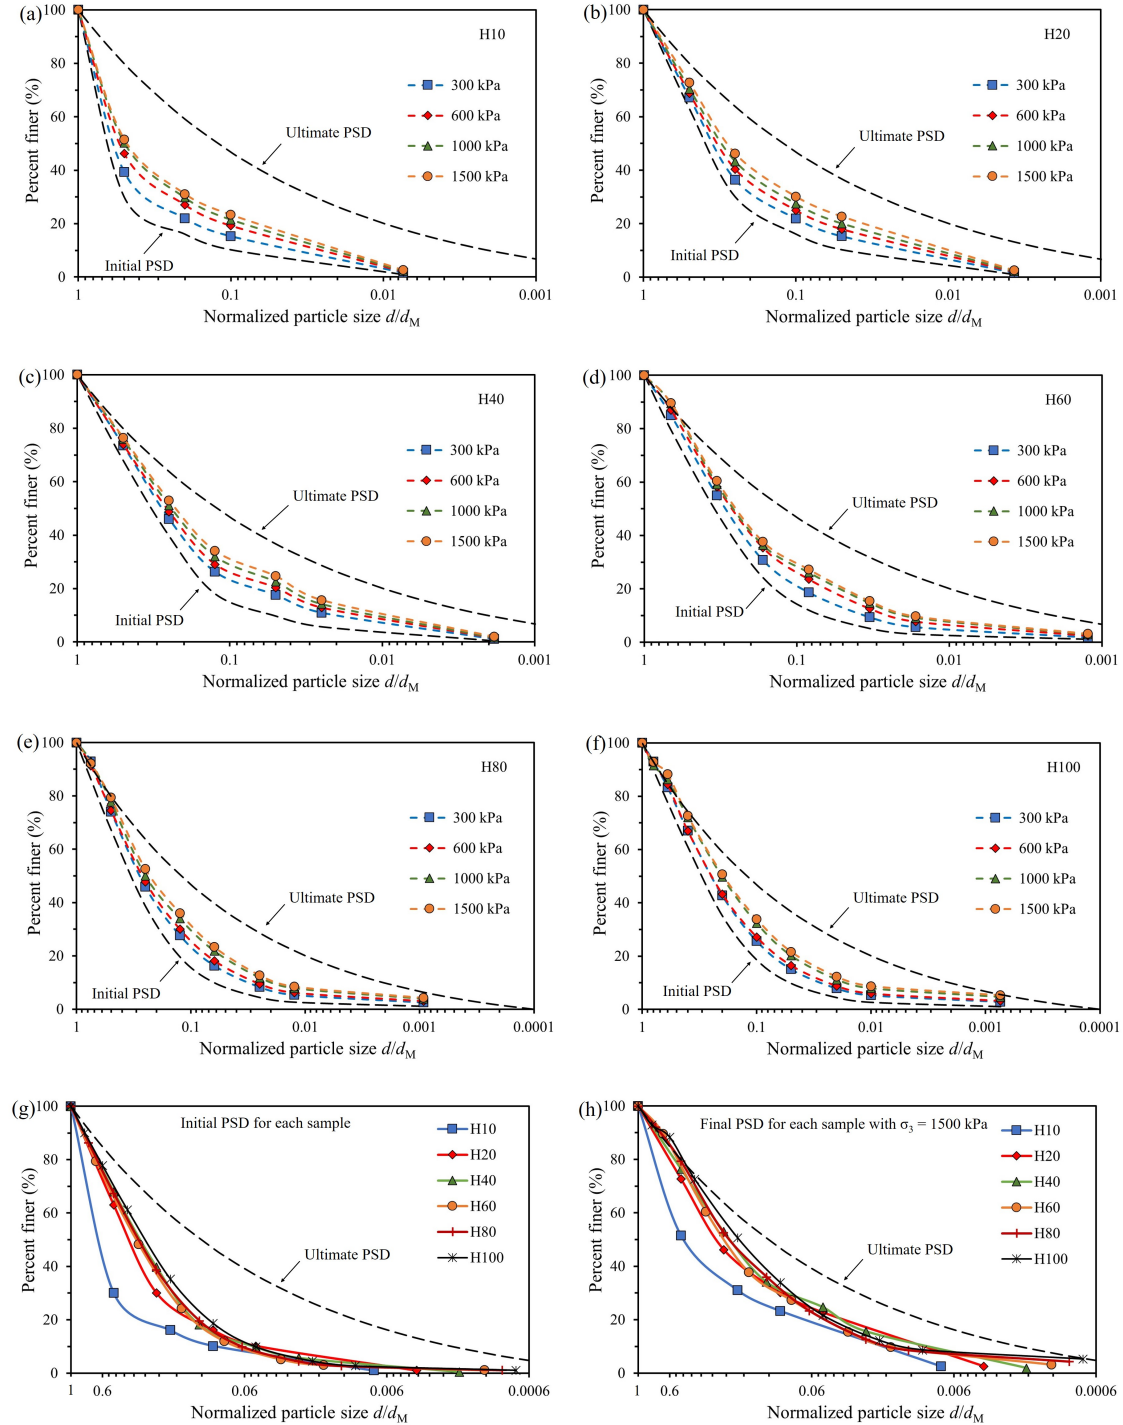 (a)
100
80
60
40
20
0
Percent finer (%)
H10
300 kPa
600 kPa
1000 kPa
1500 kPa
Ultimate PSD
Initial PSD
1 0.1 0.01 0.001
Normalized particle size d/dM
(b)
100
80
60
40
20
0
Percent finer (%)
H20
300 kPa
600 kPa
1000 kPa
1500 kPa
Ultimate PSD
Initial PSD
1 0.1 0.01 0.001
Normalized particle size d/dM
(c)
100
80
60
40
20
0
Percent finer (%)
H40
300 kPa
600 kPa
1000 kPa
1500 kPa
Ultimate PSD
Initial PSD
1 0.1 0.01 0.001
Normalized particle size d/dM
(d)
100
80
60
40
20
0
Percent finer (%)
H60
300 kPa
600 kPa
1000 kPa
1500 kPa
Ultimate PSD
Initial PSD
1 0.1 0.01 0.001
Normalized particle size d/dM
(e)
100
80
60
40
20
0
Percent finer (%)
H80
300 kPa
600 kPa
1000 kPa
1500 kPa
Ultimate PSD
Initial PSD
1 0.1 0.01 0.001 0.0001
Normalized particle size d/dM
(f)
100
80
60
40
20
0
Percent finer (%)
H100
300 kPa
600 kPa
1000 kPa
1500 kPa
Ultimate PSD
Initial PSD
1 0.1 0.01 0.001 0.0001
Normalized particle size d/dM
(g)
100
80
60
40
20
0
Percent finer (%)
Initial PSD for each sample
H10
H20
H40
H60
H80
H100
Ultimate PSD
1 0.6 0.06 0.006 0.0006
Normalized particle size d/dM
(h)
100
80
60
40
20
0
Percent finer (%)
Final PSD for each sample with σ₃ = 1500 kPa
H10
H20
H40
H60
H80
H100
Ultimate PSD
1 0.6 0.06 0.006 0.0006
Normalized particle size d/dM